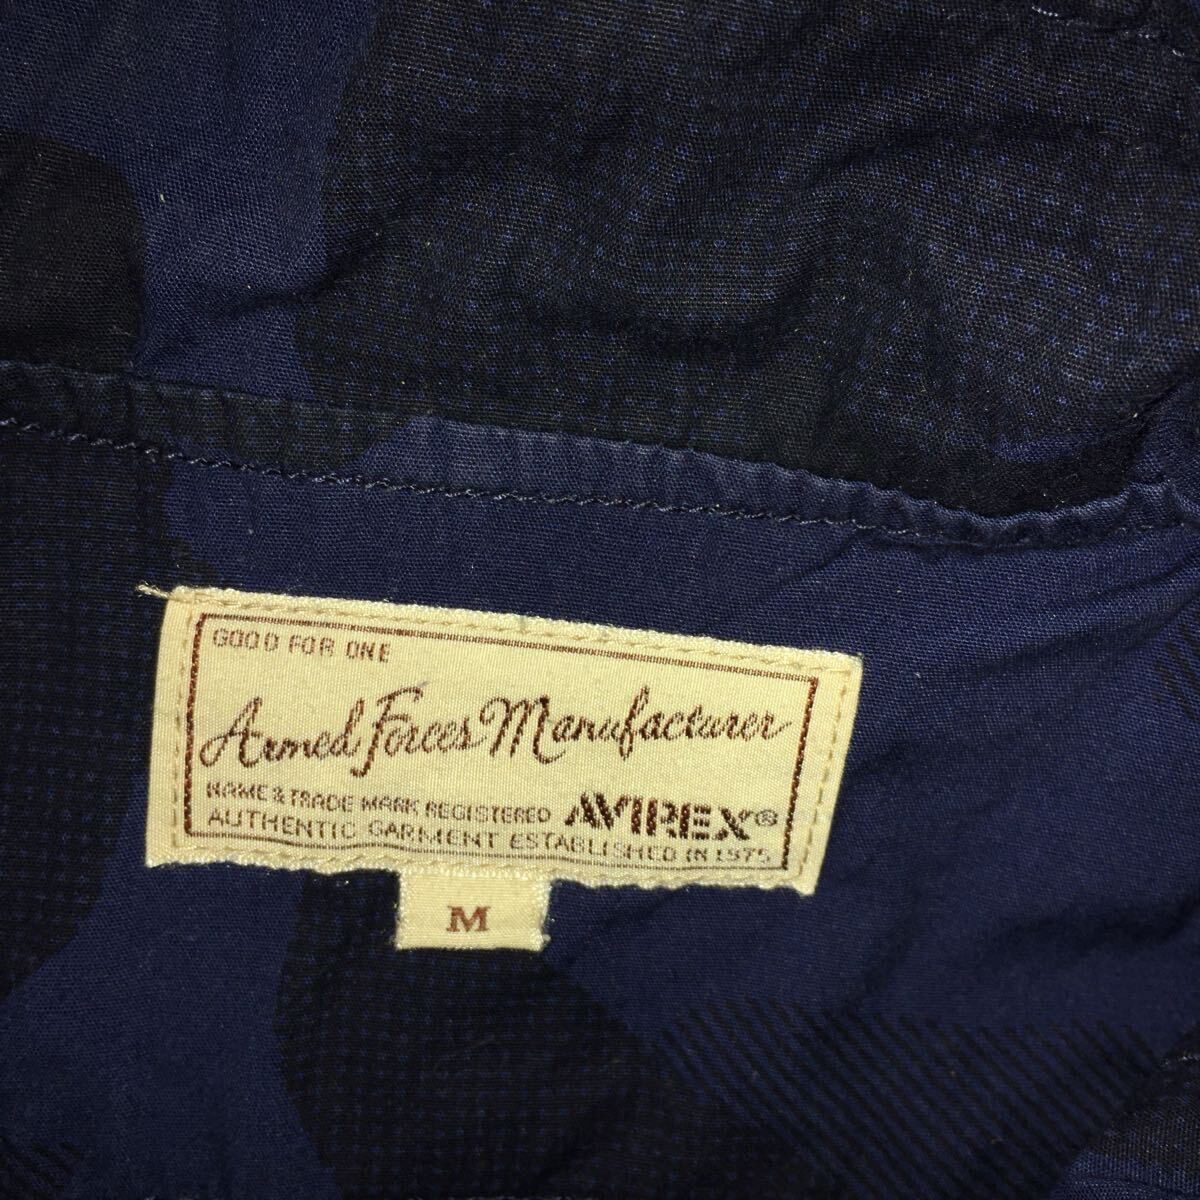 GOOD FOR ONE
Armed Forces Manufacturer
NAME & TRADE MARK REGISTERED AVIREX®
AUTHENTIC GARMENT ESTABLISHED IN 1975
M